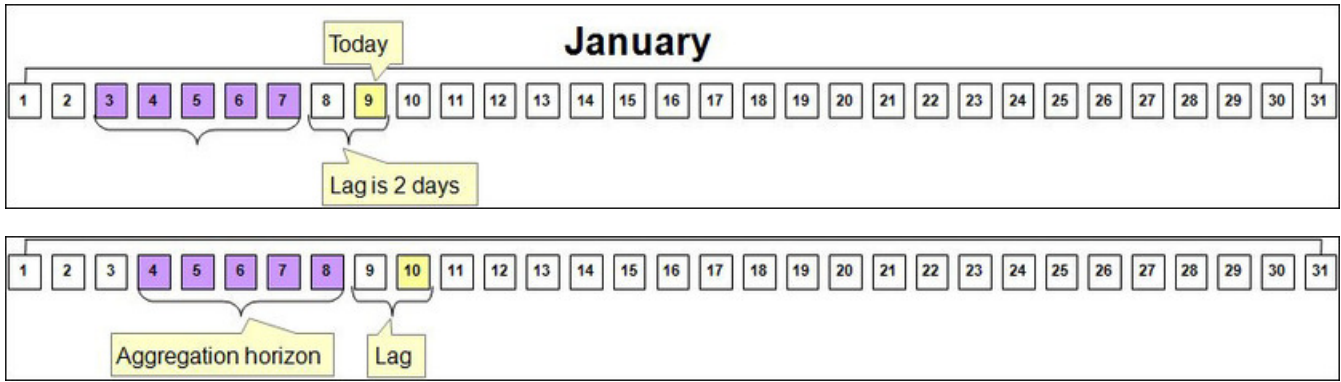 January
Today
1 2 3 4 5 6 7 8 9 10 11 12 13 14 15 16 17 18 19 20 21 22 23 24 25 26 27 28 29 30 31
Lag is 2 days
1 2 3 4 5 6 7 8 9 10 11 12 13 14 15 16 17 18 19 20 21 22 23 24 25 26 27 28 29 30 31
Aggregation horizon Lag